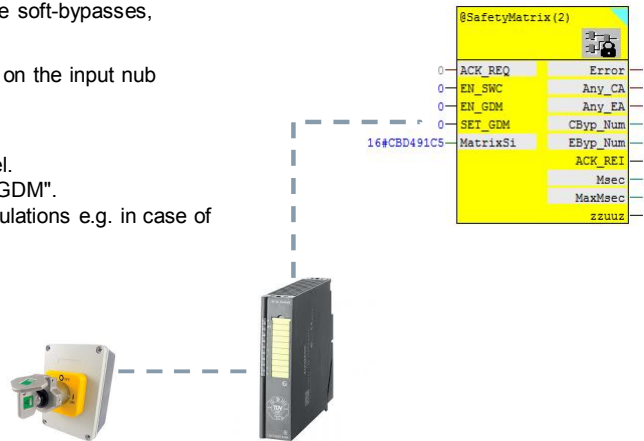 e soft-bypasses,
on the input nub
el.
GDM".
ulations e.g. in case of
@SafetyMatrix(2)
0 ACK_REQ Error
0 EN_SWC Any_CA
0 EN_GDM Any_EA
0 SET_GDM CByp_Num
16#CBD491C5 MatrixSi EByp_Num
ACK_REI
Msec
MaxMsec
zzuuz